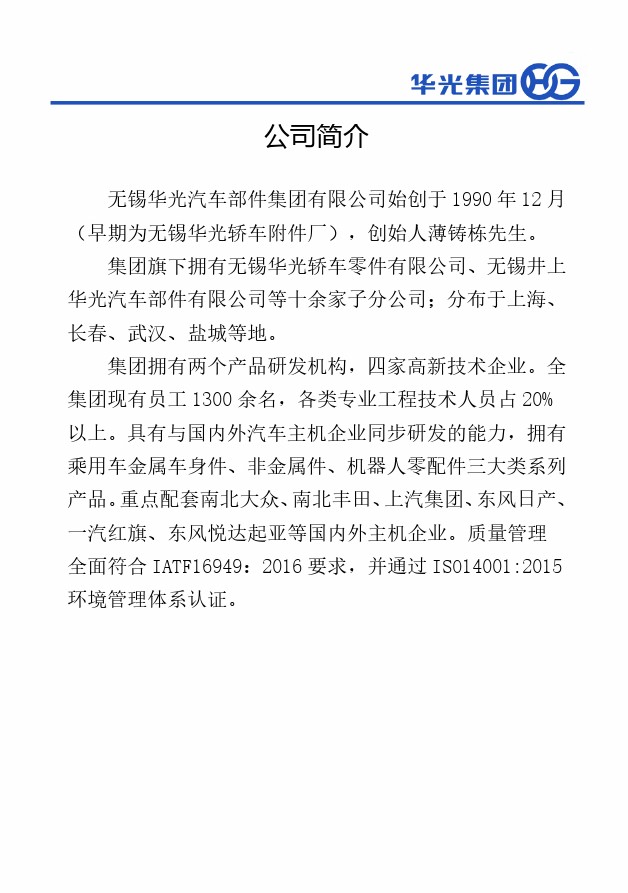 华光集团
公司简介
无锡华光汽车部件集团有限公司始创于 1990 年 12 月
（早期为无锡华光轿车附件厂），创始人薄铸栋先生。
集团旗下拥有无锡华光轿车零件有限公司、无锡井上
华光汽车部件有限公司等十余家子分公司；分布于上海、
长春、武汉、盐城等地。
集团拥有两个产品研发机构，四家高新技术企业。全
集团现有员工 1300 余名，各类专业工程技术人员占 20%
以上。具有与国内外汽车主机企业同步研发的能力，拥有
乘用车金属车身件、非金属件、机器人零配件三大类系列
产品。重点配套南北大众、南北丰田、上汽集团、东风日产、
一汽红旗、东风悦达起亚等国内外主机企业。质量管理
全面符合 IATF16949：2016 要求，并通过 ISO14001:2015
环境管理体系认证。